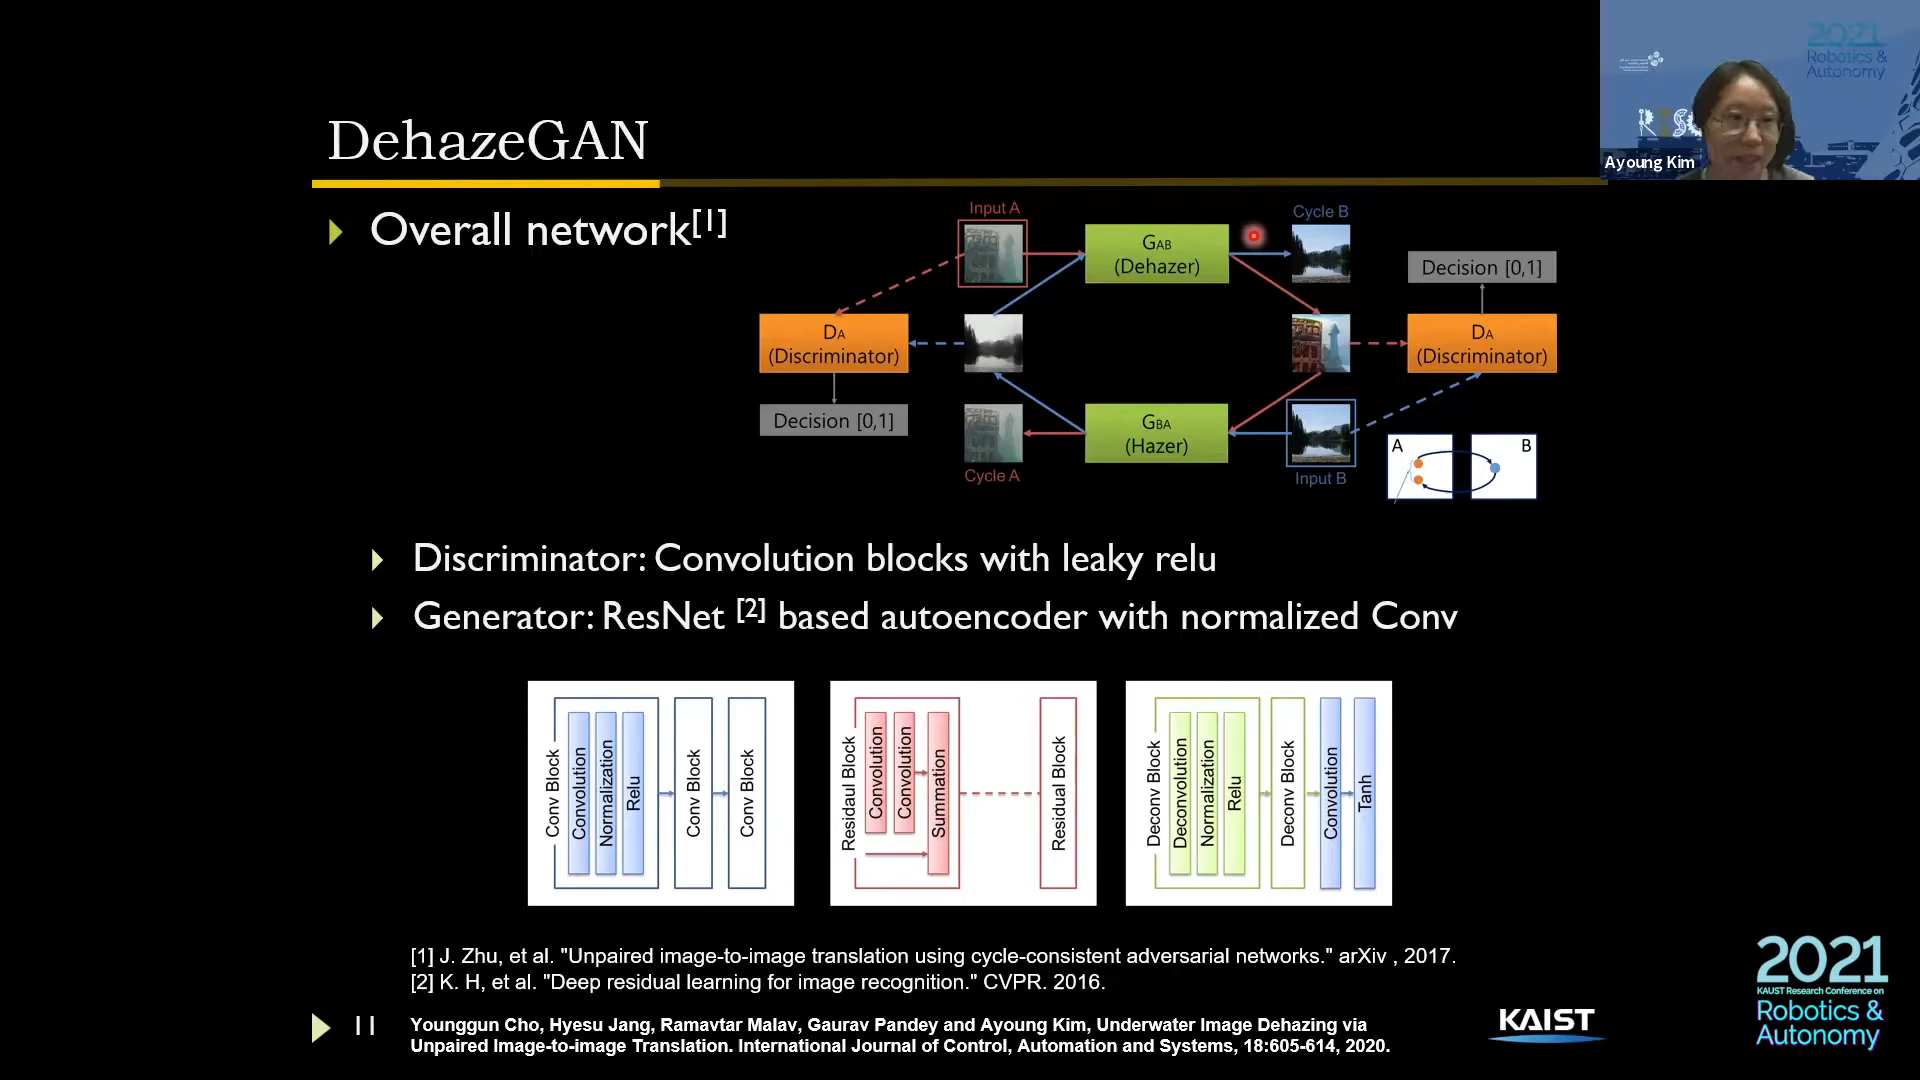 2021
Robotics &
Autonomy
Ayoung Kim
DehazeGAN
Overall network[1]
Input A
Cycle B
GAB
(Dehazer)
Decision [0,1]
DA
(Discriminator)
DA
(Discriminator)
Decision [0,1]
GBA
(Hazer)
Cycle A
Input B
A
B
Discriminator: Convolution blocks with leaky relu
Generator: ResNet [2] based autoencoder with normalized Conv
Conv Block
Convolution
Normalization
Relu
Conv Block
Conv Block
Residaul Block
Convolution
Convolution
Summation
Residual Block
Deconv Block
Deconvolution
Normalization
Relu
Deconv Block
Convolution
Tanh
[1] J. Zhu, et al. "Unpaired image-to-image translation using cycle-consistent adversarial networks." arXiv , 2017.
[2] K. H, et al. "Deep residual learning for image recognition." CVPR. 2016.
11
Younggun Cho, Hyesu Jang, Ramavtar Malav, Gaurav Pandey and Ayoung Kim, Underwater Image Dehazing via
Unpaired Image-to-image Translation. International Journal of Control, Automation and Systems, 18:605-614, 2020.
KAIST
2021
KAUST Research Conference on
Robotics &
Autonomy